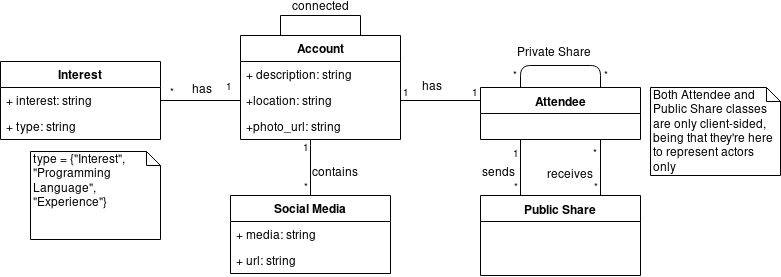 connected
Account
+ description: string
+location: string
+photo_url: string
Interest
+ interest: string
+ type: string
* has 1
type = {"Interest",
"Programming
Language",
"Experience"}
1 has 1
Private Share
* *
Attendee
Both Attendee and
Public Share classes
are only client-sided,
being that they're here
to represent actors
only
1
contains
*
Social Media
+ media: string
+ url: string
1
sends
*
*
receives
*
Public Share